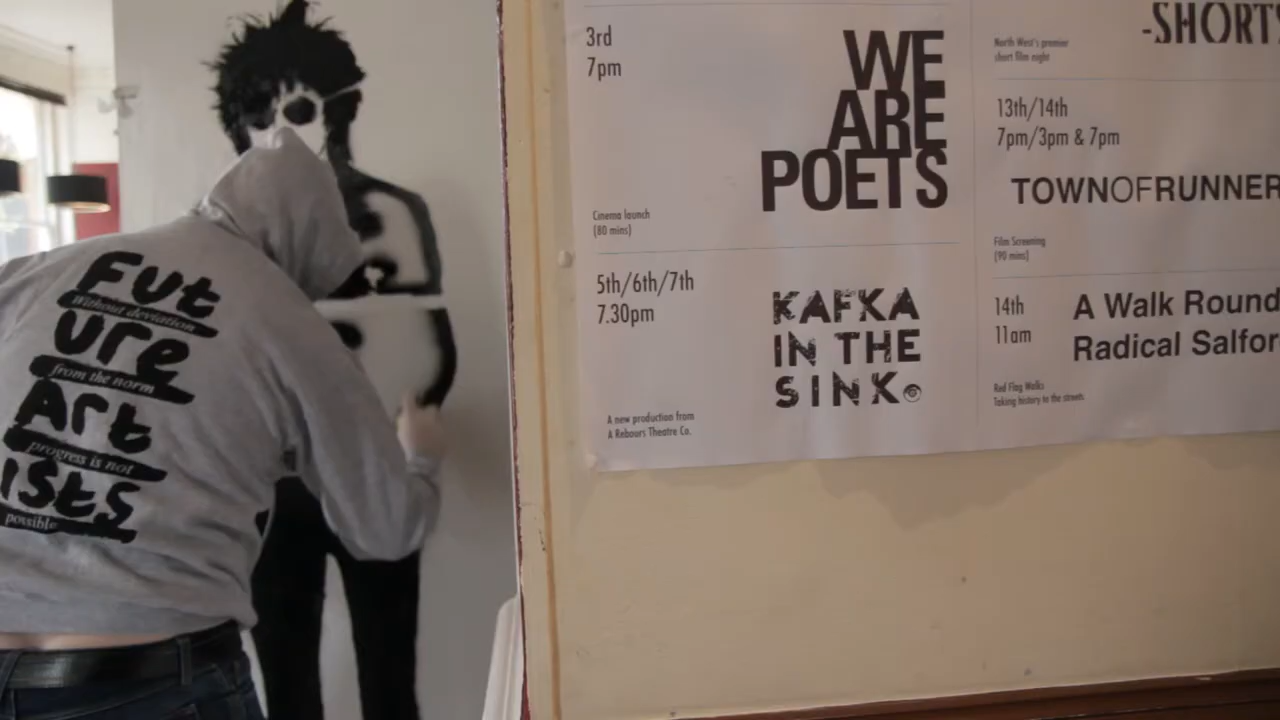 Fut
Without deviation
ure
from the norm
Art
progress is not
ists
possible
3rd
7pm
WE
ARE
POETS
Cinema launch
(80 mins)
5th/6th/7th
7.30pm
KAFKA
IN THE
SINK
A new production from
A Rebours Theatre Co.
-SHORTS
North West's premier
short film night
13th/14th
7pm/3pm & 7pm
TOWNOFRUNNER
Film Screening
(90 mins)
14th
11am
A Walk Round
Radical Salfor
Red Flag Walks
Taking history to the streets